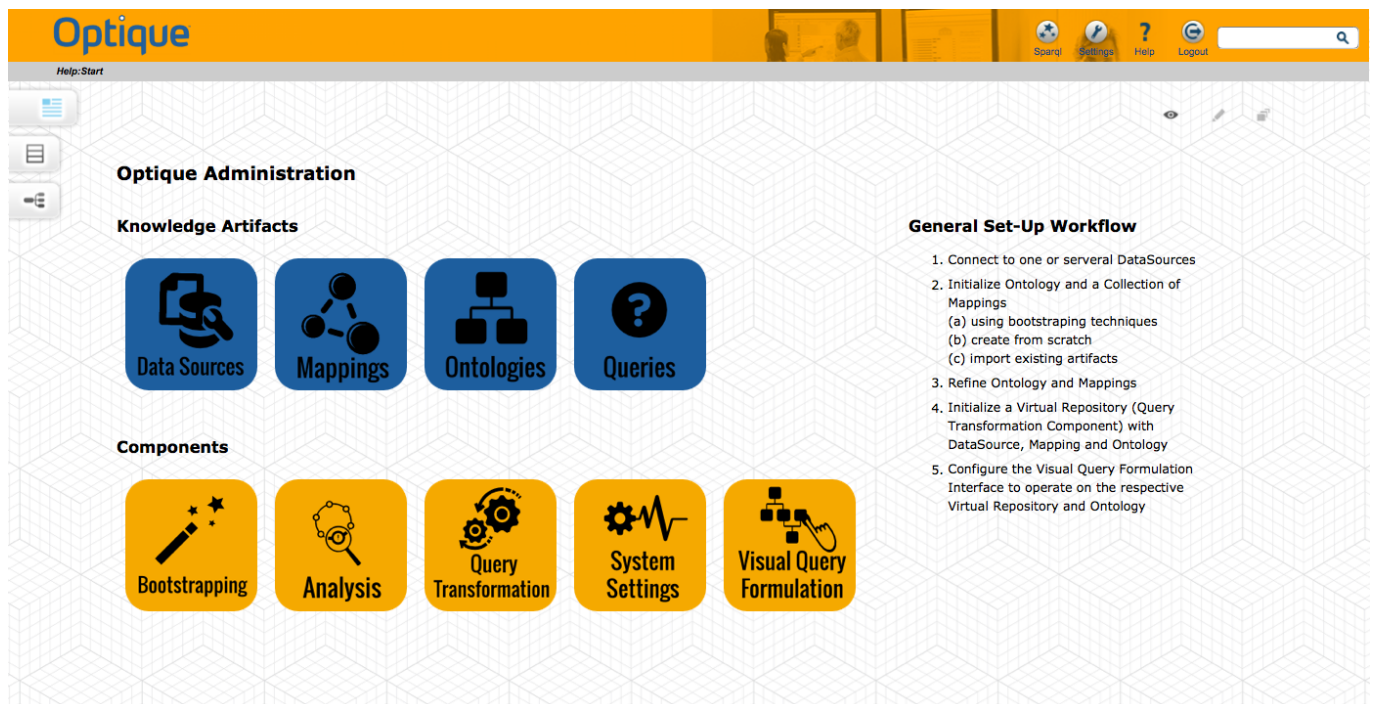 Optique
Sparql
Settings
Help
Logout
Help:Start
Optique Administration
Knowledge Artifacts
Data Sources
Mappings
Ontologies
Queries
Components
Bootstrapping
Analysis
Query
Transformation
System
Settings
Visual Query
Formulation
General Set-Up Workflow
1. Connect to one or serveral DataSources
2. Initialize Ontology and a Collection of
Mappings
(a) using bootstraping techniques
(b) create from scratch
(c) import existing artifacts
3. Refine Ontology and Mappings
4. Initialize a Virtual Repository (Query
Transformation Component) with
DataSource, Mapping and Ontology
5. Configure the Visual Query Formulation
Interface to operate on the respective
Virtual Repository and Ontology